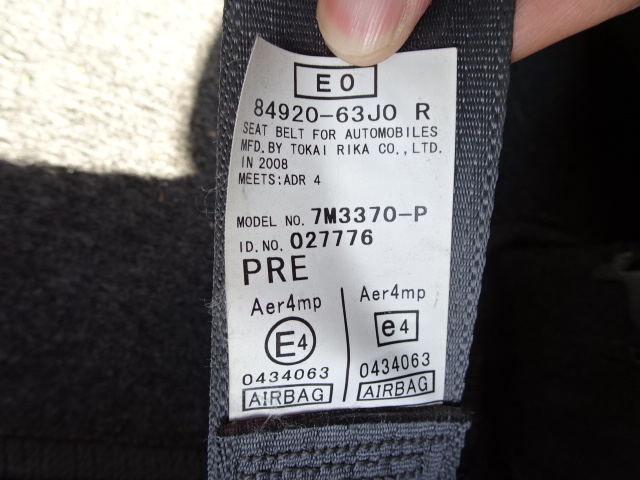 E0
84920-63J0 R
SEAT BELT FOR AUTOMOBILES
MFD.BY TOKAI RIKA CO.,LTD.
IN 2008
MEETS:ADR 4
MODEL NO. 7M3370-P
ID.NO. 027776
PRE
Aer4mp Aer4mp
E4 e4
0434063 0434063
AIRBAG AIRBAG